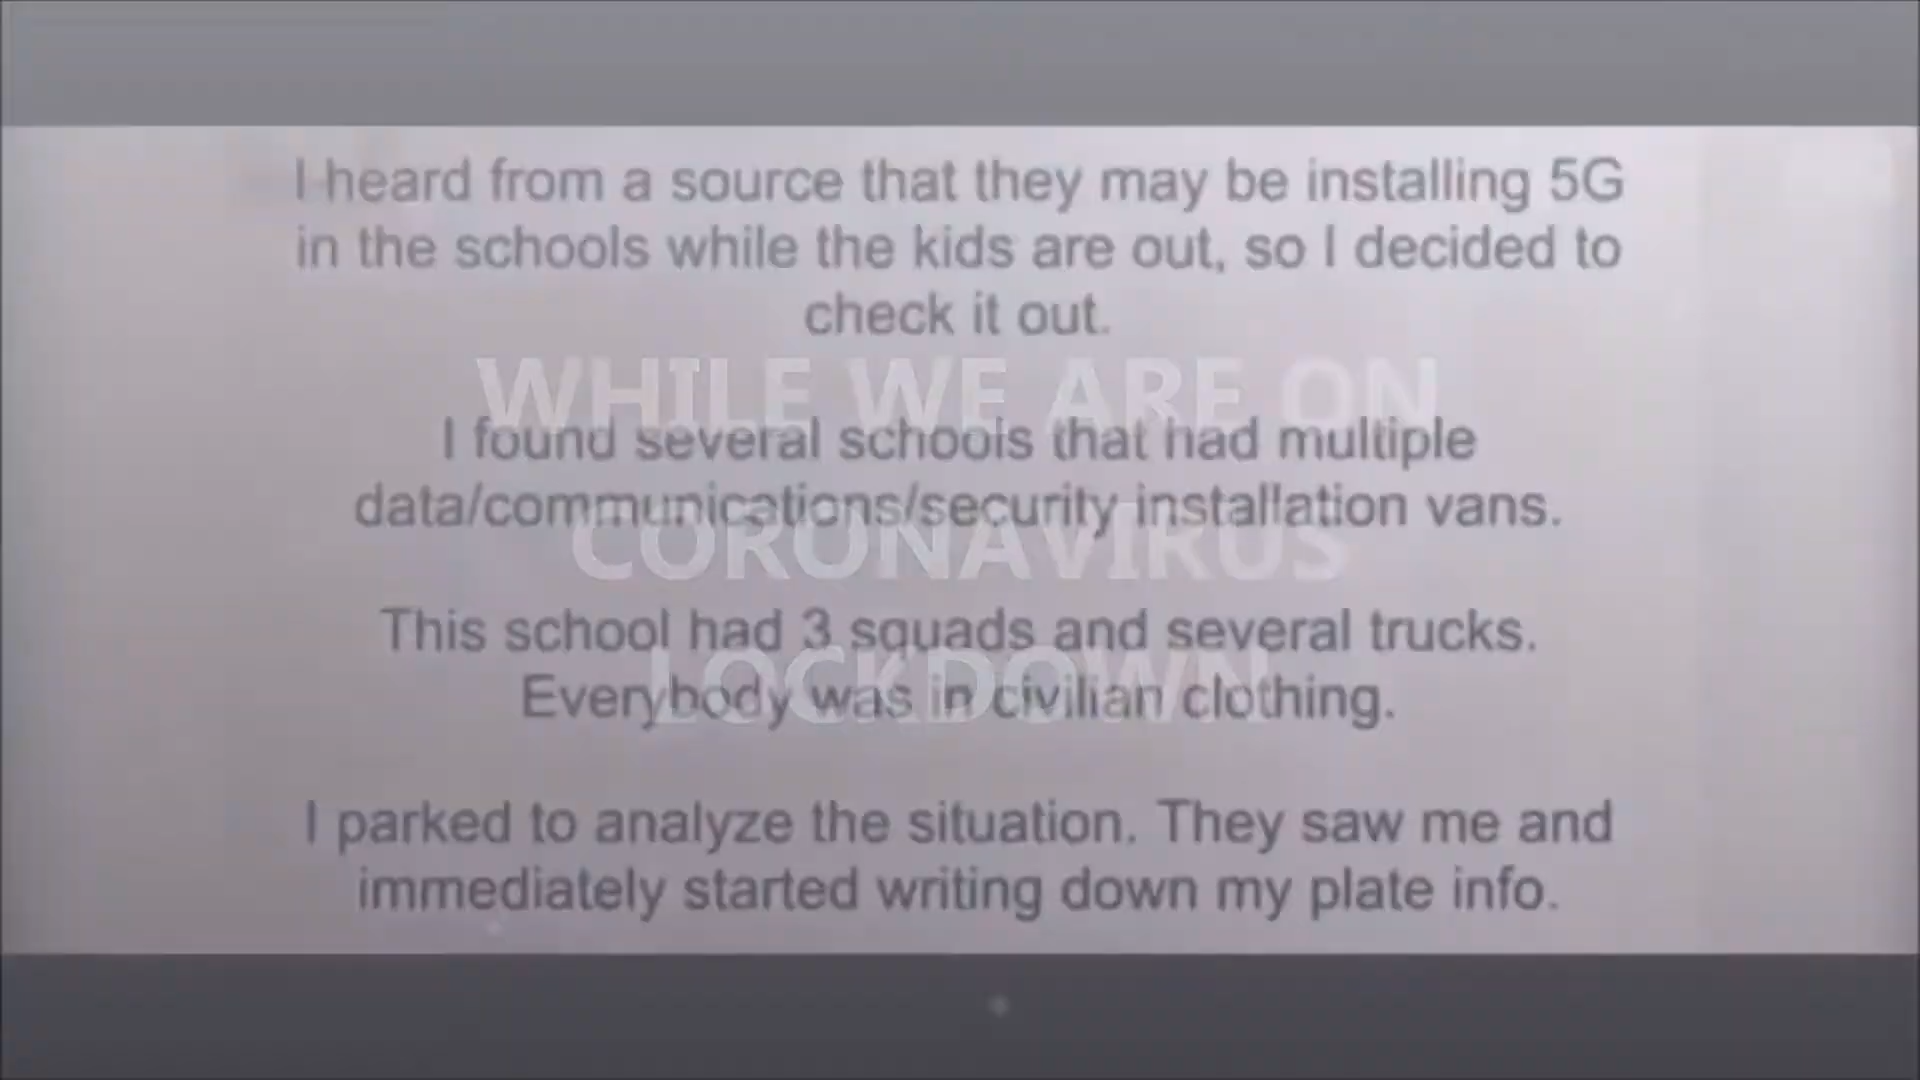 I heard from a source that they may be installing 5G
in the schools while the kids are out, so I decided to
check it out.
WHILE WE ARE ON
I found several schools that had multiple
data/communications/security installation vans.
CORONAVIRUS
This school had 3 squads and several trucks.
LOCKDOWN
Everybody was in civilian clothing.
I parked to analyze the situation. They saw me and
immediately started writing down my plate info.